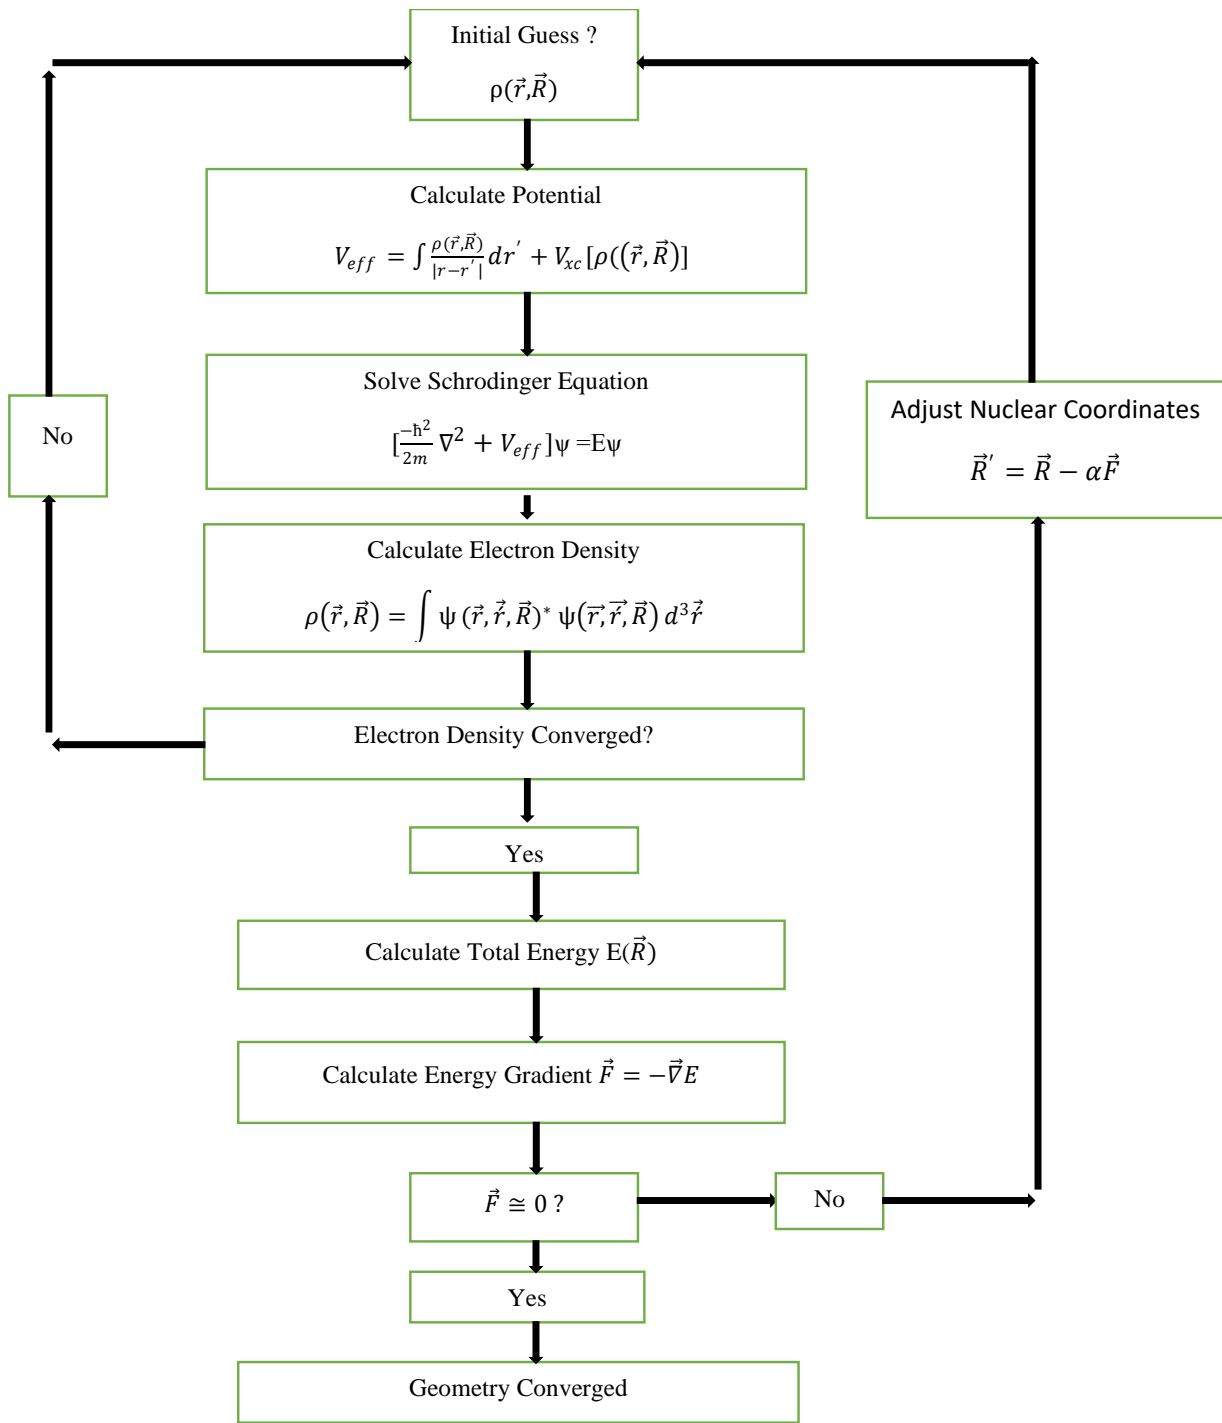 Initial Guess ?
ρ(r⃗,R⃗)
Calculate Potential
V_eff = ∫ ρ(r⃗,R⃗)/|r−r′| dr′ + V_xc[ρ((r⃗, R⃗)]
Solve Schrodinger Equation
[−ħ²/2m ∇² + V_eff]ψ =Eψ
No
Adjust Nuclear Coordinates
R⃗′ = R⃗ − αF⃗
Calculate Electron Density
ρ(r⃗, R⃗) = ∫ ψ (r⃗, r⃗́, R⃗)* ψ(r⃗, r⃗́, R⃗) d³r⃗́
Electron Density Converged?
Yes
Calculate Total Energy E(R⃗)
Calculate Energy Gradient F⃗ = −∇⃗E
F⃗ ≅ 0 ?
No
Yes
Geometry Converged